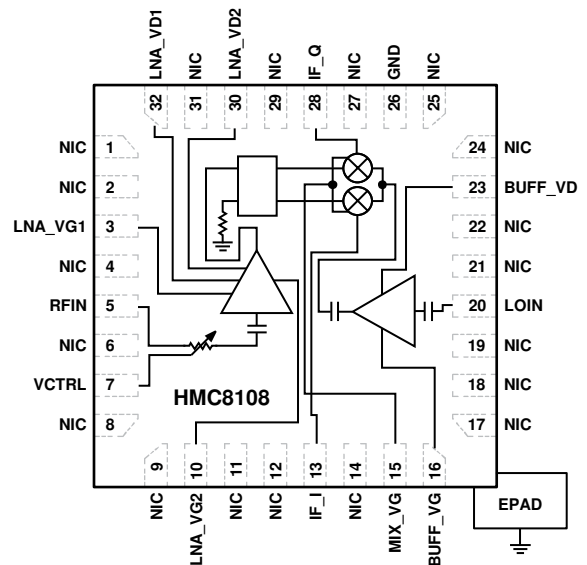 LNA_VD1
NIC
LNA_VD2
NIC
IF_Q
NIC
GND
NIC
32
31
30
29
28
27
26
25
NIC 1
NIC 2
LNA_VG1 3
NIC 4
RFIN 5
NIC 6
VCTRL 7
NIC 8
24 NIC
23 BUFF_VD
22 NIC
21 NIC
20 LOIN
19 NIC
18 NIC
17 NIC
HMC8108
9
10
11
12
13
14
15
16
NIC
LNA_VG2
NIC
NIC
IF_I
NIC
MIX_VG
BUFF_VG
EPAD